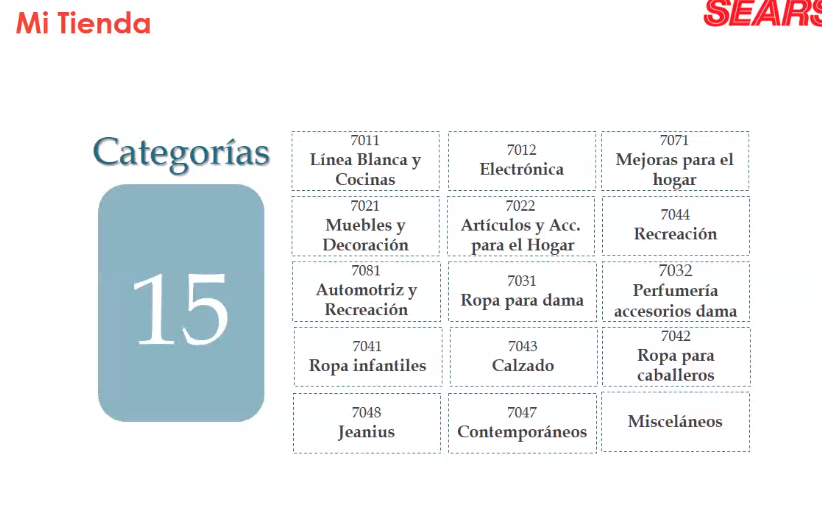 Mi Tienda
SEARS
Categorías
15
7011
Línea Blanca y
Cocinas
7012
Electrónica
7071
Mejoras para el
hogar
7021
Muebles y
Decoración
7022
Artículos y Acc.
para el Hogar
7044
Recreación
7081
Automotriz y
Recreación
7031
Ropa para dama
7032
Perfumería
accesorios dama
7041
Ropa infantiles
7043
Calzado
7042
Ropa para
caballeros
7048
Jeanius
7047
Contemporáneos
Misceláneos